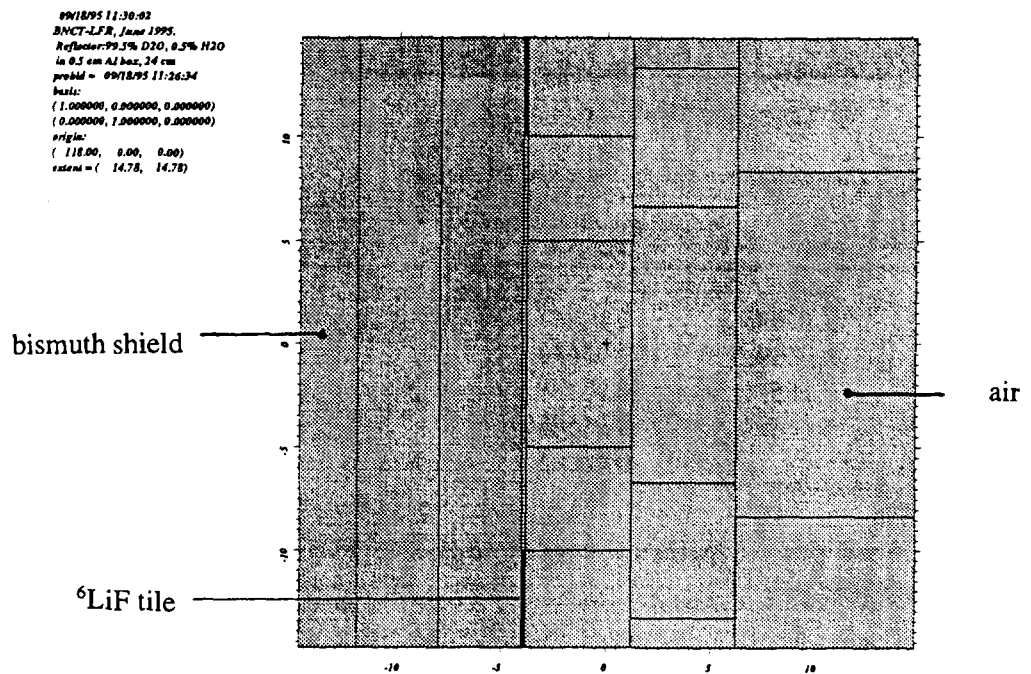 09/18/95 11:30:02
BNCT-LFR, June 1995.
Reflector:99.5% D2O, 0.5% H2O
in 0.5 cm Al box, 24 cm
probid = 09/18/95 11:26:34
basis:
( 1.000000, 0.000000, 0.000000)
( 0.000000, 1.000000, 0.000000)
origin:
( 118.00, 0.00, 0.00)
extent = ( 14.78, 14.78)
10
5
0
-5
-10
bismuth shield
air
⁶LiF tile
-10 -5 0 5 10